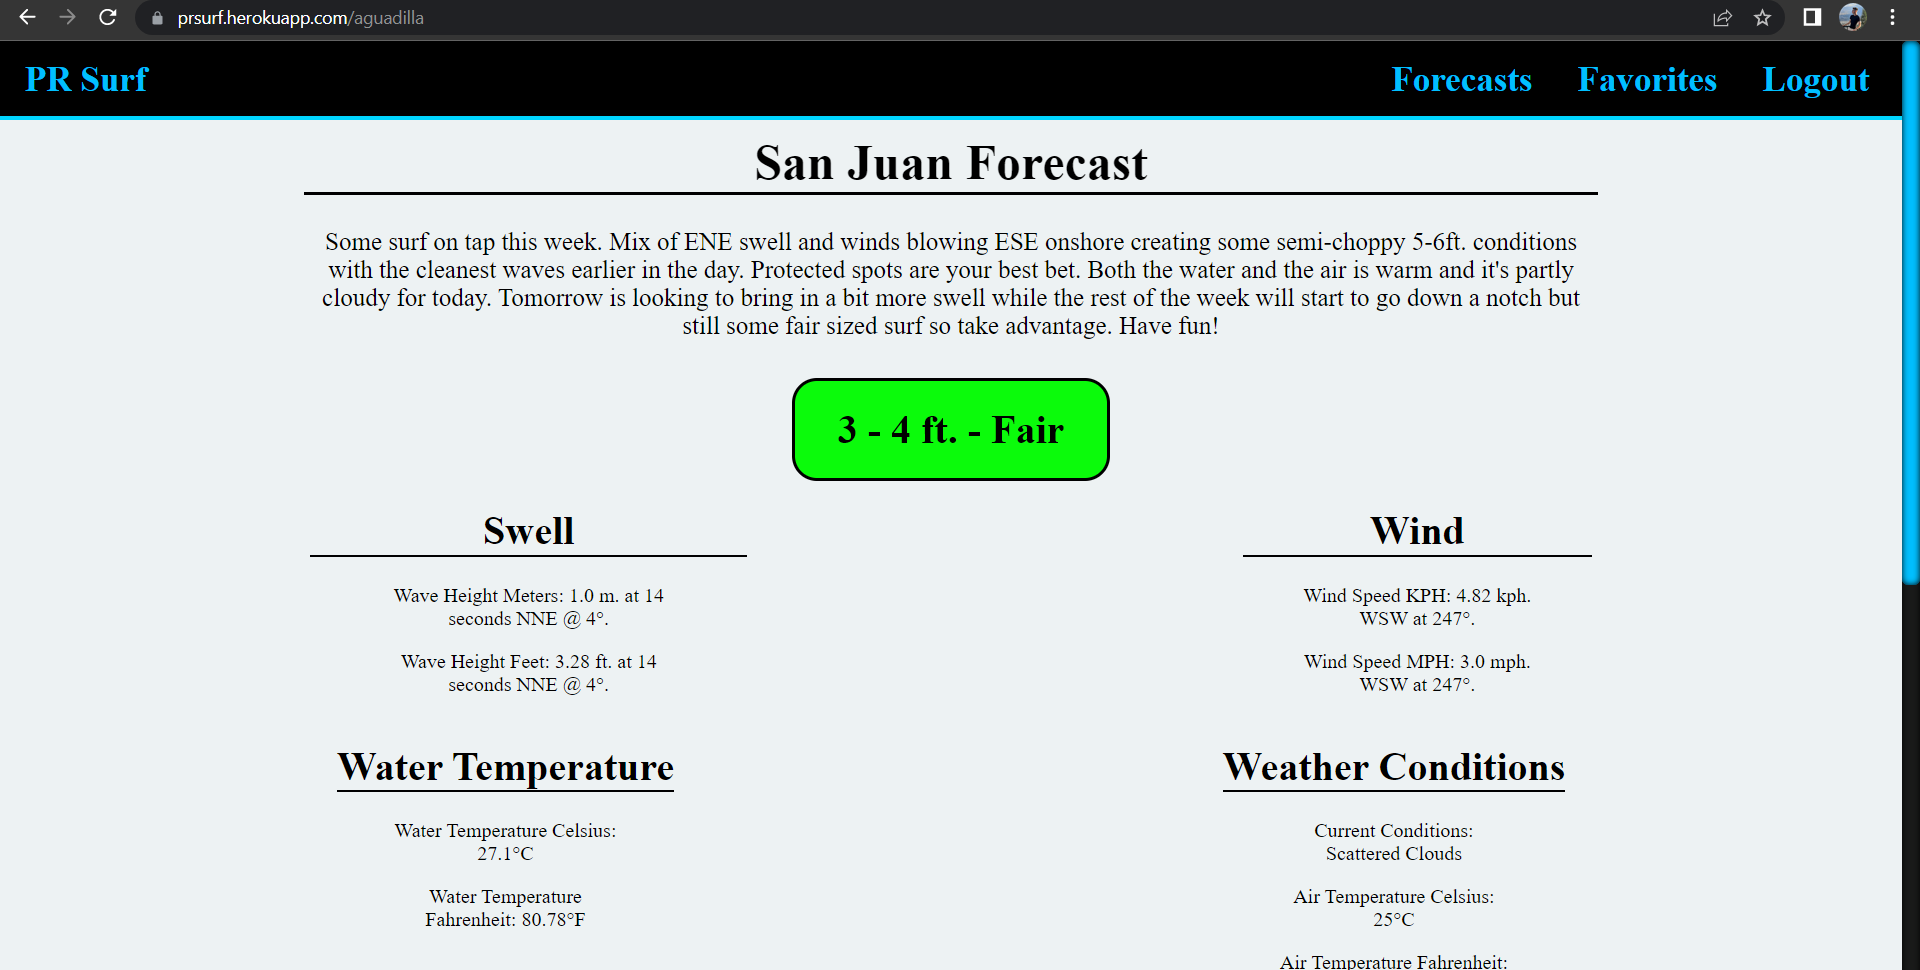 prsurf.herokuapp.com/aguadilla
PR Surf
Forecasts
Favorites
Logout
San Juan Forecast
Some surf on tap this week. Mix of ENE swell and winds blowing ESE onshore creating some semi-choppy 5-6ft. conditions
with the cleanest waves earlier in the day. Protected spots are your best bet. Both the water and the air is warm and it's partly
cloudy for today. Tomorrow is looking to bring in a bit more swell while the rest of the week will start to go down a notch but
still some fair sized surf so take advantage. Have fun!
3 - 4 ft. - Fair
Swell
Wave Height Meters: 1.0 m. at 14
seconds NNE @ 4°.
Wave Height Feet: 3.28 ft. at 14
seconds NNE @ 4°.
Wind
Wind Speed KPH: 4.82 kph.
WSW at 247°.
Wind Speed MPH: 3.0 mph.
WSW at 247°.
Water Temperature
Water Temperature Celsius:
27.1°C
Water Temperature
Fahrenheit: 80.78°F
Weather Conditions
Current Conditions:
Scattered Clouds
Air Temperature Celsius:
25°C
Air Temperature Fahrenheit: